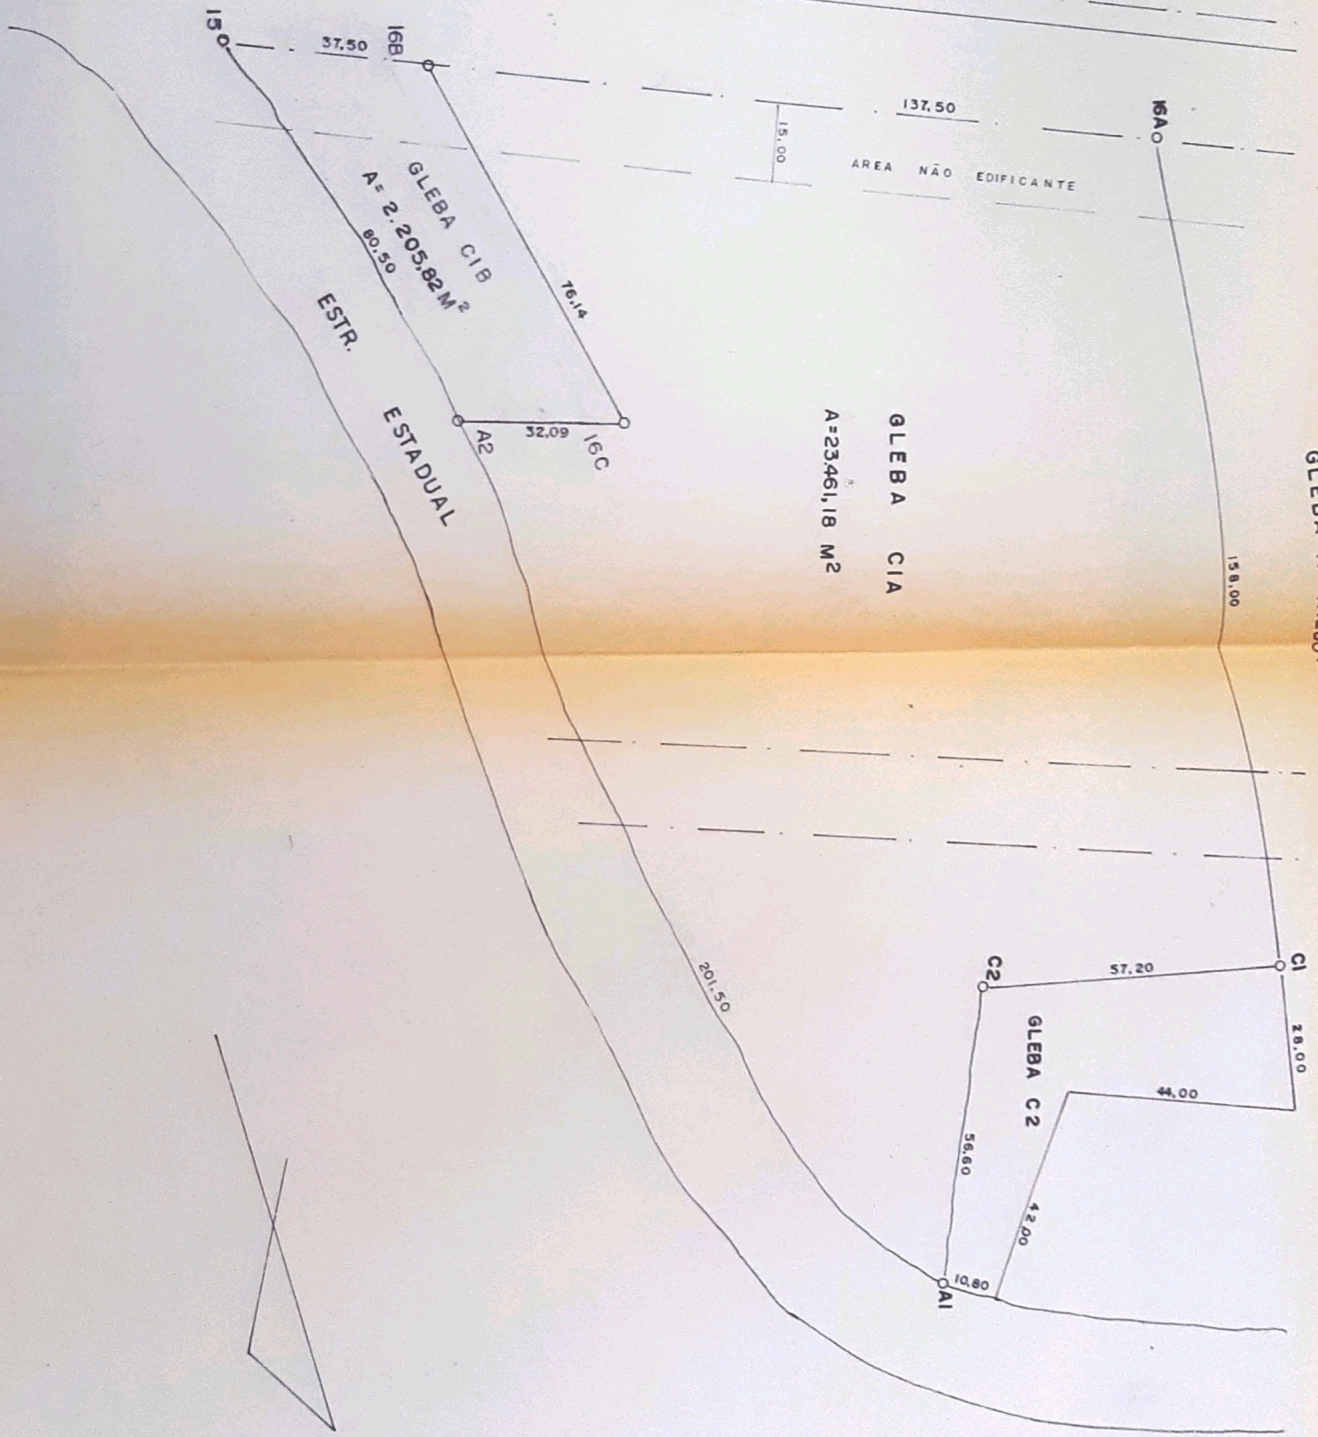 15
37,50
16B
137,50
16A
15,00
AREA NÃO EDIFICANTE
GLEBA C1B
A= 2.205,82 M²
80,50
76,14
ESTR. ESTADUAL
A2
32,09
16C
GLEBA C1A
A=23.461,18 M²
158,00
201,50
C1
57.20
C2
28,00
GLEBA C2
44,00
56,60
42,00
10,80
A1
GLEBA